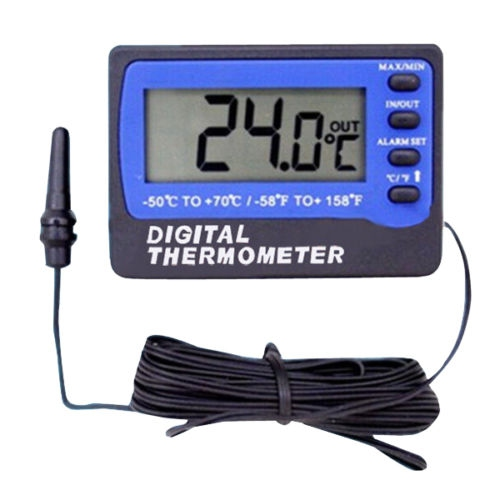 MAX/MIN
24.0°C OUT
IN/OUT
ALARM SET
°C/°F ⬆
-50°C TO +70°C / -58°F TO+ 158°F
DIGITAL
THERMOMETER